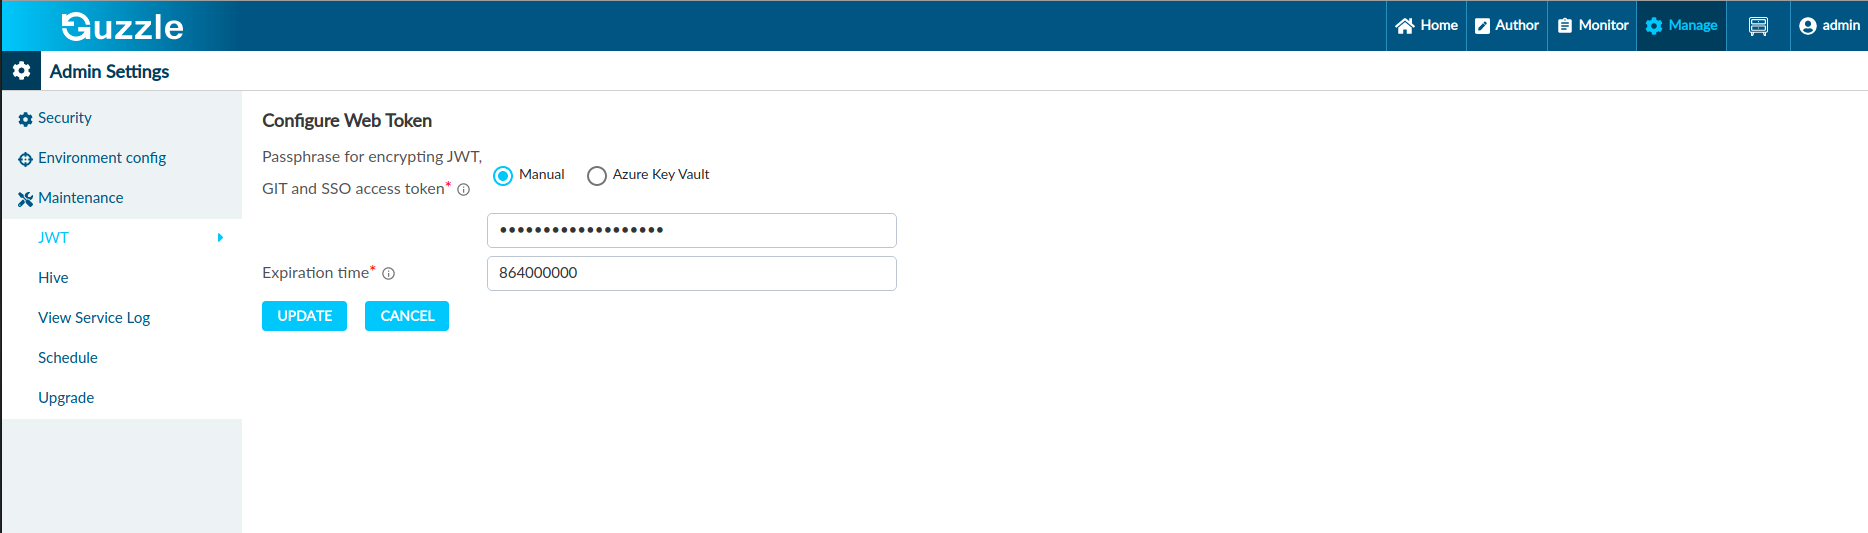 Guzzle
Home Author Monitor Manage admin
Admin Settings
Security
Environment config
Maintenance
JWT
Hive
View Service Log
Schedule
Upgrade
Configure Web Token
Passphrase for encrypting JWT,
GIT and SSO access token*
Manual Azure Key Vault
•••••••••••••••••••
Expiration time* 864000000
UPDATE CANCEL